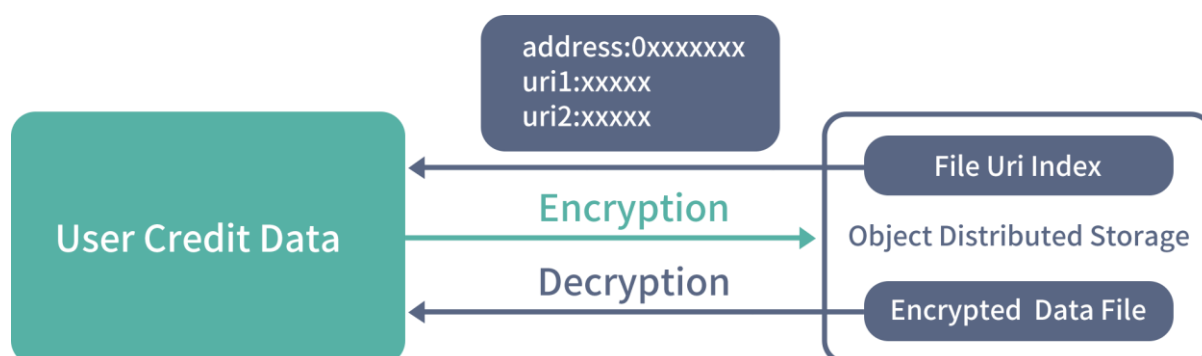 address:0xxxxxxx
uri1:xxxxx
uri2:xxxxx
File Uri Index
Encryption
User Credit Data
Object Distributed Storage
Decryption
Encrypted Data File